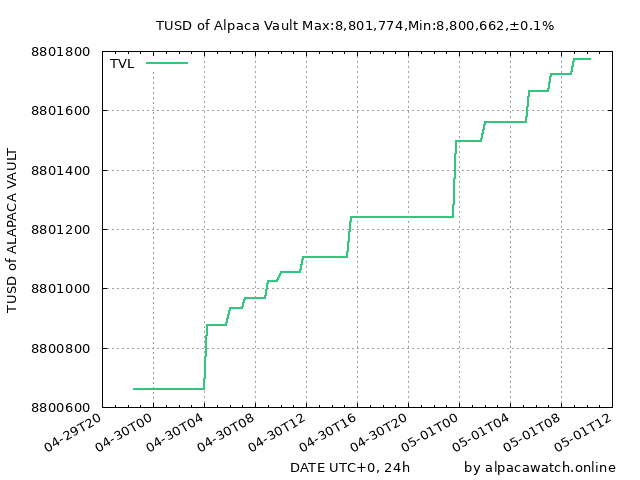 TUSD of Alpaca Vault Max:8,801,774,Min:8,800,662,±0.1%
TVL
8801800
8801600
8801400
8801200
8801000
8800800
8800600
TUSD of ALAPACA VAULT
04-29T20
04-30T00
04-30T04
04-30T08
04-30T12
04-30T16
04-30T20
05-01T00
05-01T04
05-01T08
05-01T12
DATE UTC+0, 24h
by alpacawatch.online